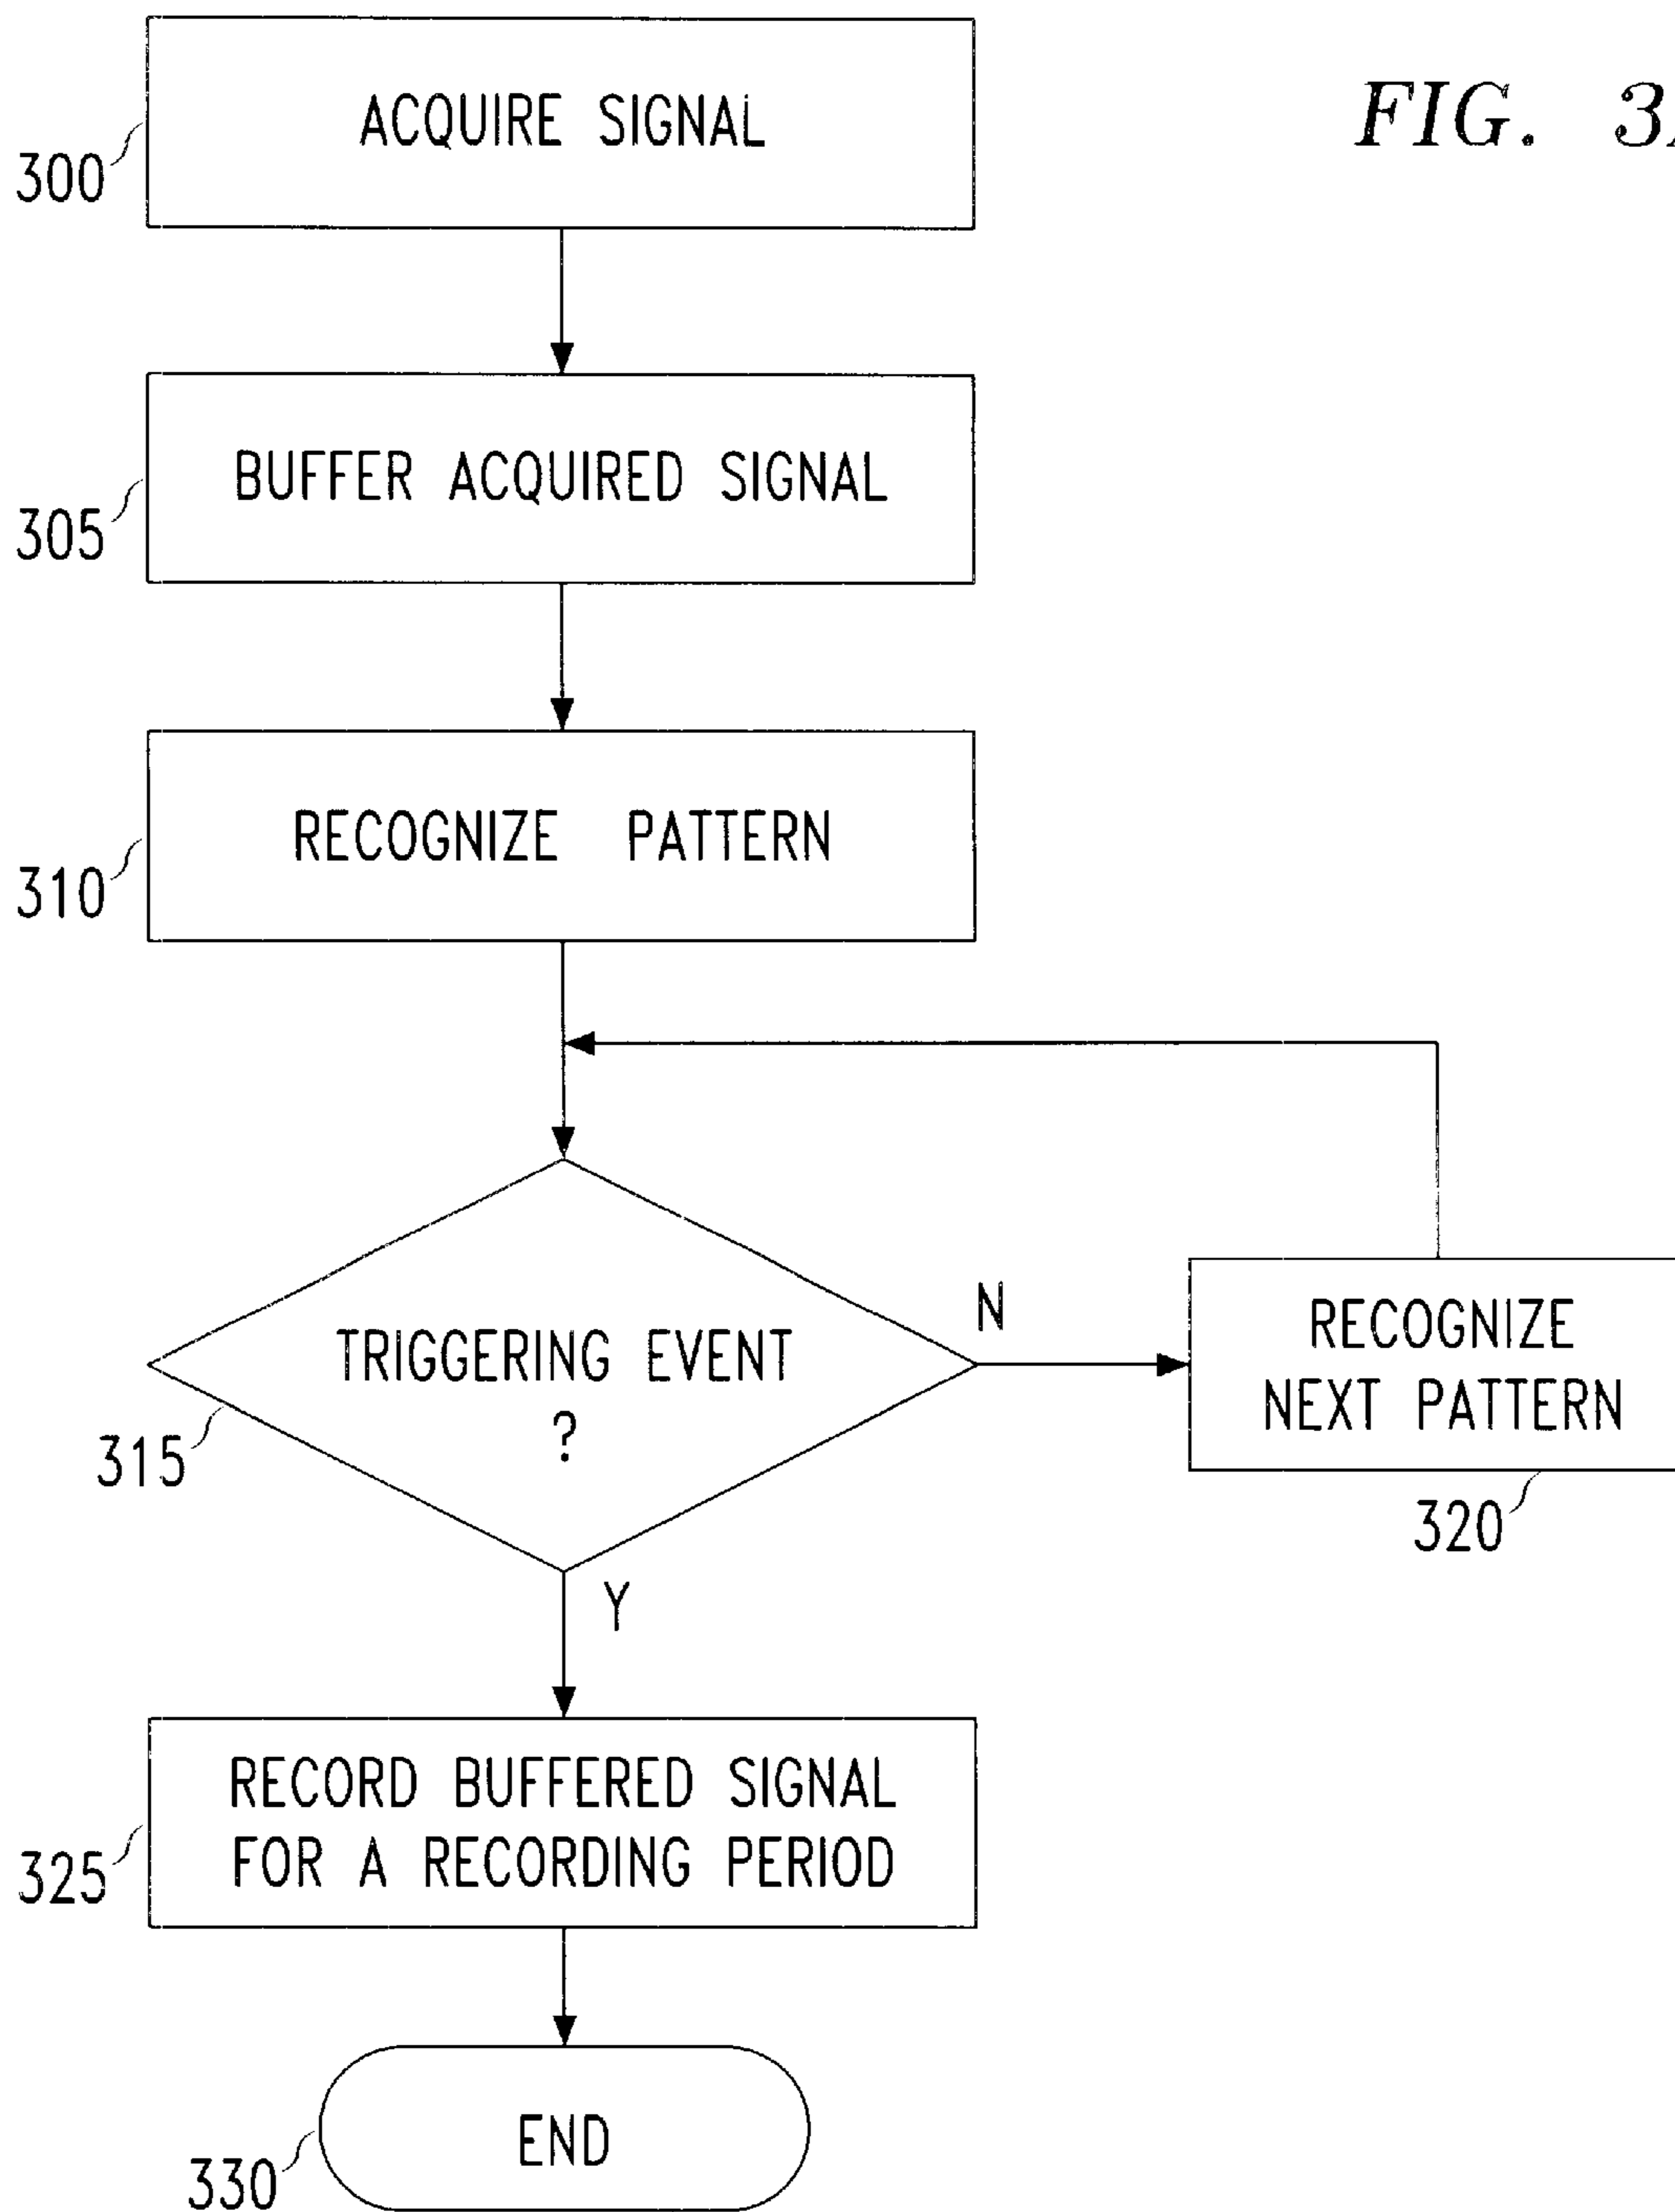 FIG. 3
ACQUIRE SIGNAL
300
BUFFER ACQUIRED SIGNAL
305
RECOGNIZE PATTERN
310
TRIGGERING EVENT
?
315
N
RECOGNIZE
NEXT PATTERN
320
Y
RECORD BUFFERED SIGNAL
FOR A RECORDING PERIOD
325
END
330